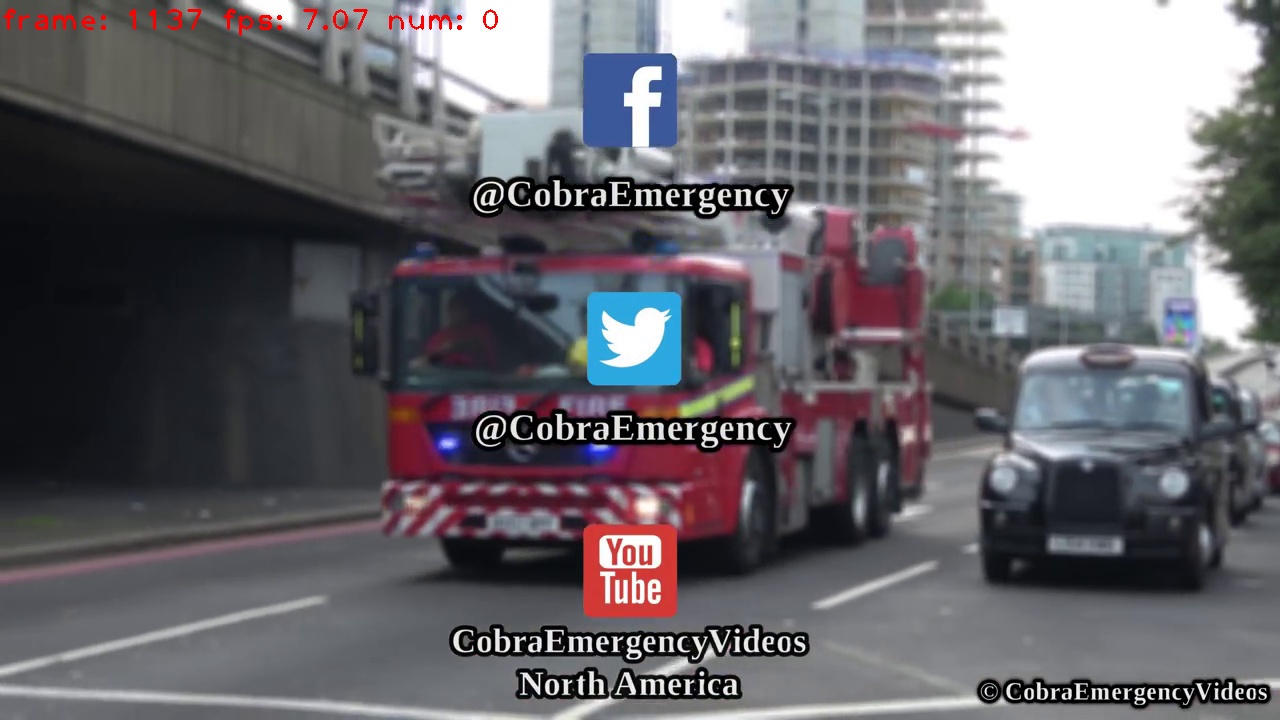 frame: 1137 fps: 7.07 num: 0
f
@CobraEmergency
@CobraEmergency
You
Tube
CobraEmergencyVideos
North America
© CobraEmergencyVideos